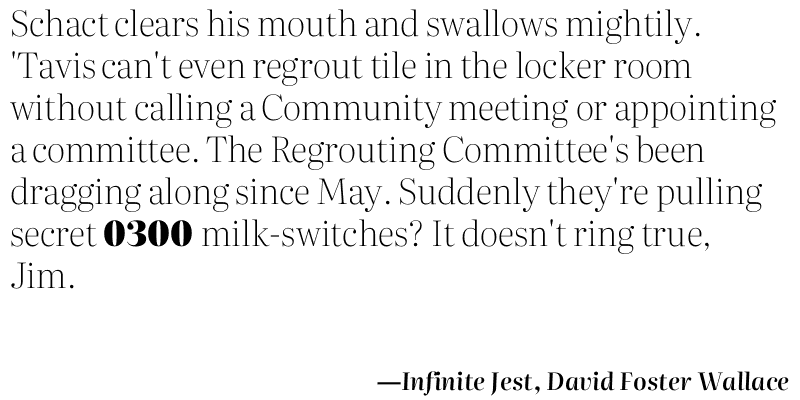 Schact clears his mouth and swallows mightily.
'Tavis can't even regrout tile in the locker room
without calling a Community meeting or appointing
a committee. The Regrouting Committee's been
dragging along since May. Suddenly they're pulling
secret 0300 milk-switches? It doesn't ring true,
Jim.
—Infinite Jest, David Foster Wallace